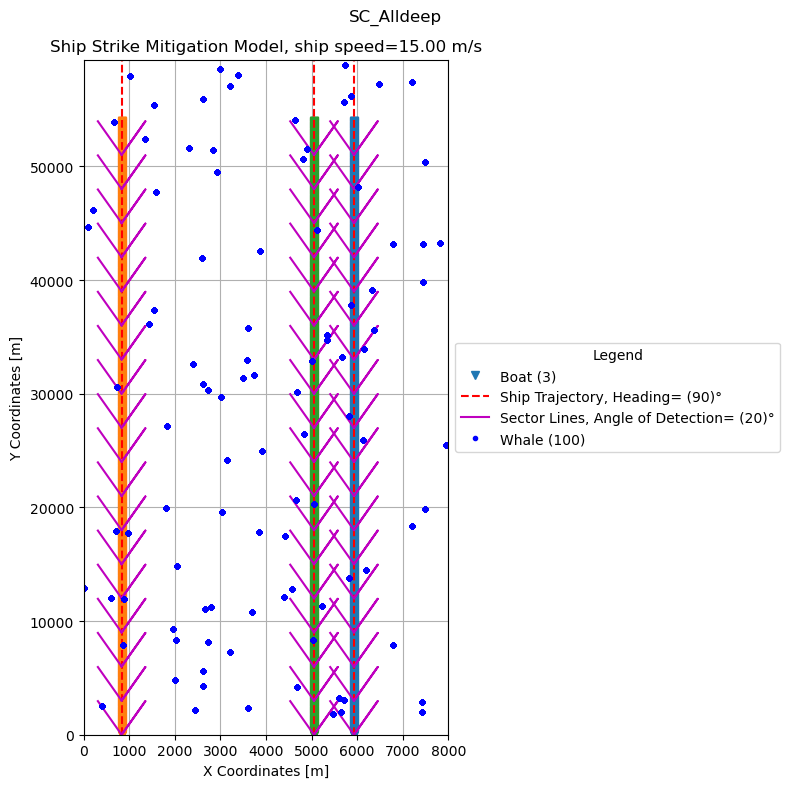 SC_Alldeep
Ship Strike Mitigation Model, ship speed=15.00 m/s
50000
40000
30000
20000
10000
0
Y Coordinates [m]
0 1000 2000 3000 4000 5000 6000 7000 8000
X Coordinates [m]
Legend
Boat (3)
Ship Trajectory, Heading= (90)°
Sector Lines, Angle of Detection= (20)°
Whale (100)